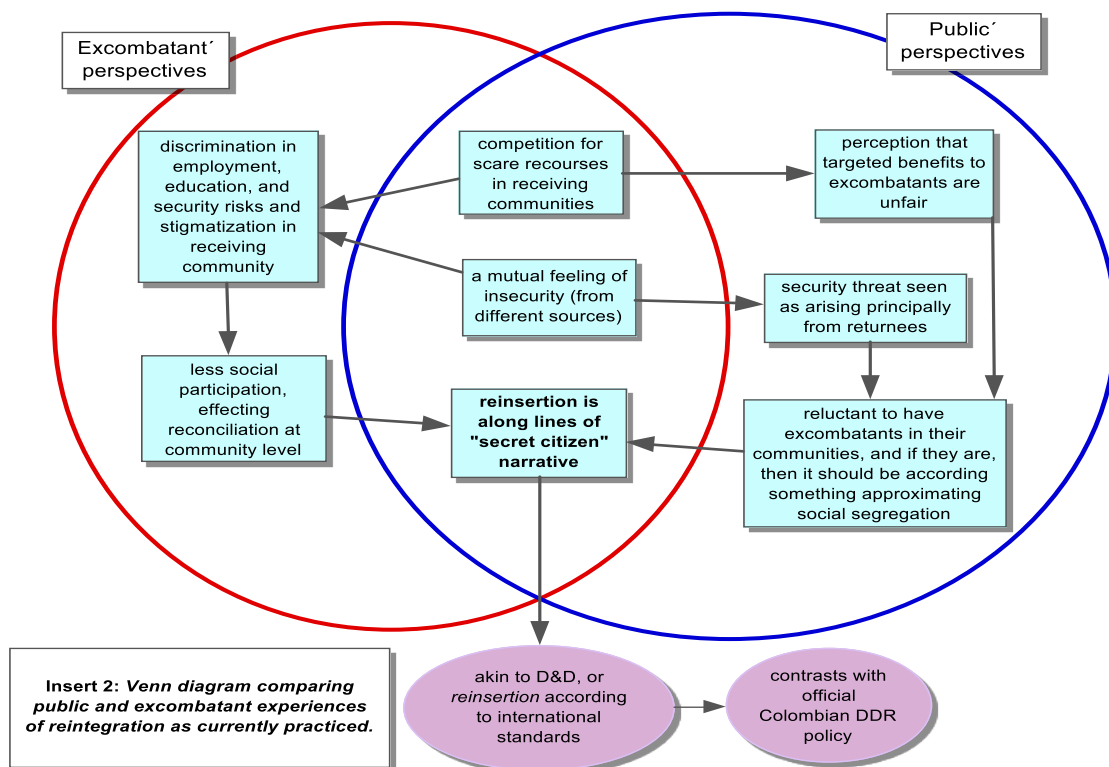 Excombatant´
perspectives
Public´
perspectives
discrimination in
employment,
education, and
security risks and
stigmatization in
receiving
community
competition for
scare recourses
in receiving
communities
perception that
targeted benefits to
excombatants are
unfair
a mutual feeling of
insecurity (from
different sources)
security threat seen
as arising principally
from returnees
less social
participation,
effecting
reconciliation at
community level
reinsertion is
along lines of
"secret citizen"
narrative
reluctant to have
excombatants in their
communities, and if they are,
then it should be according
something approximating
social segregation
Insert 2: Venn diagram comparing
public and excombatant experiences
of reintegration as currently practiced.
akin to D&D, or
reinsertion according
to international
standards
contrasts with
official
Colombian DDR
policy